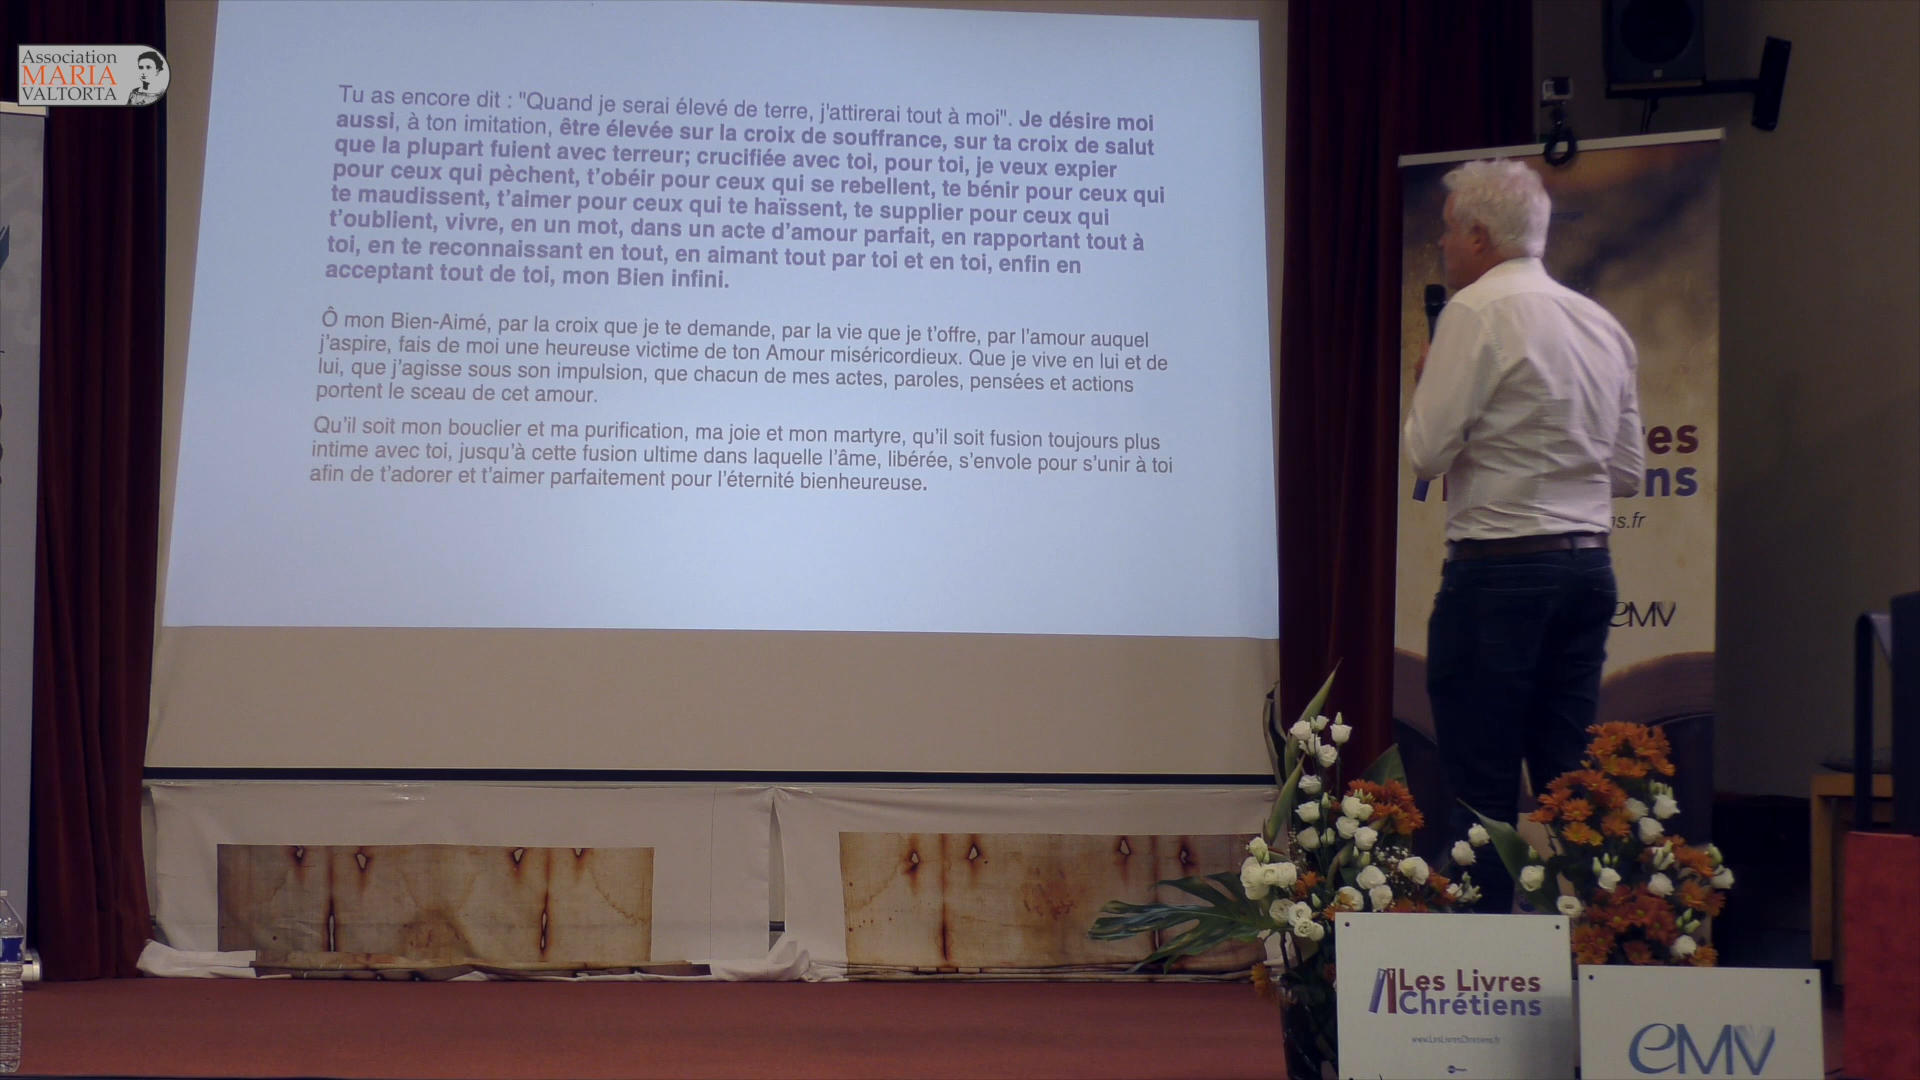 Association
MARIA
VALTORTA
Tu as encore dit : "Quand je serai élevé de terre, j'attirerai tout à moi". Je désire moi
aussi, à ton imitation, être élevée sur la croix de souffrance, sur ta croix de salut
que la plupart fuient avec terreur; crucifiée avec toi, pour toi, je veux expier
pour ceux qui pèchent, t'obéir pour ceux qui se rebellent, te bénir pour ceux qui
te maudissent, t'aimer pour ceux qui te haïssent, te supplier pour ceux qui
t'oublient, vivre, en un mot, dans un acte d'amour parfait, en rapportant tout à
toi, en te reconnaissant en tout, en aimant tout par toi et en toi, enfin en
acceptant tout de toi, mon Bien infini.
Ô mon Bien-Aimé, par la croix que je te demande, par la vie que je t'offre, par l'amour auquel
j'aspire, fais de moi une heureuse victime de ton Amour miséricordieux. Que je vive en lui et de
lui, que j'agisse sous son impulsion, que chacun de mes actes, paroles, pensées et actions
portent le sceau de cet amour.
Qu'il soit mon bouclier et ma purification, ma joie et mon martyre, qu'il soit fusion toujours plus
intime avec toi, jusqu'à cette fusion ultime dans laquelle l'âme, libérée, s'envole pour s'unir à toi
afin de t'adorer et t'aimer parfaitement pour l'éternité bienheureuse.
es
ens
ns.fr
eMV
Les Livres
Chrétiens
www.LesLivresChretiens.fr
eMV